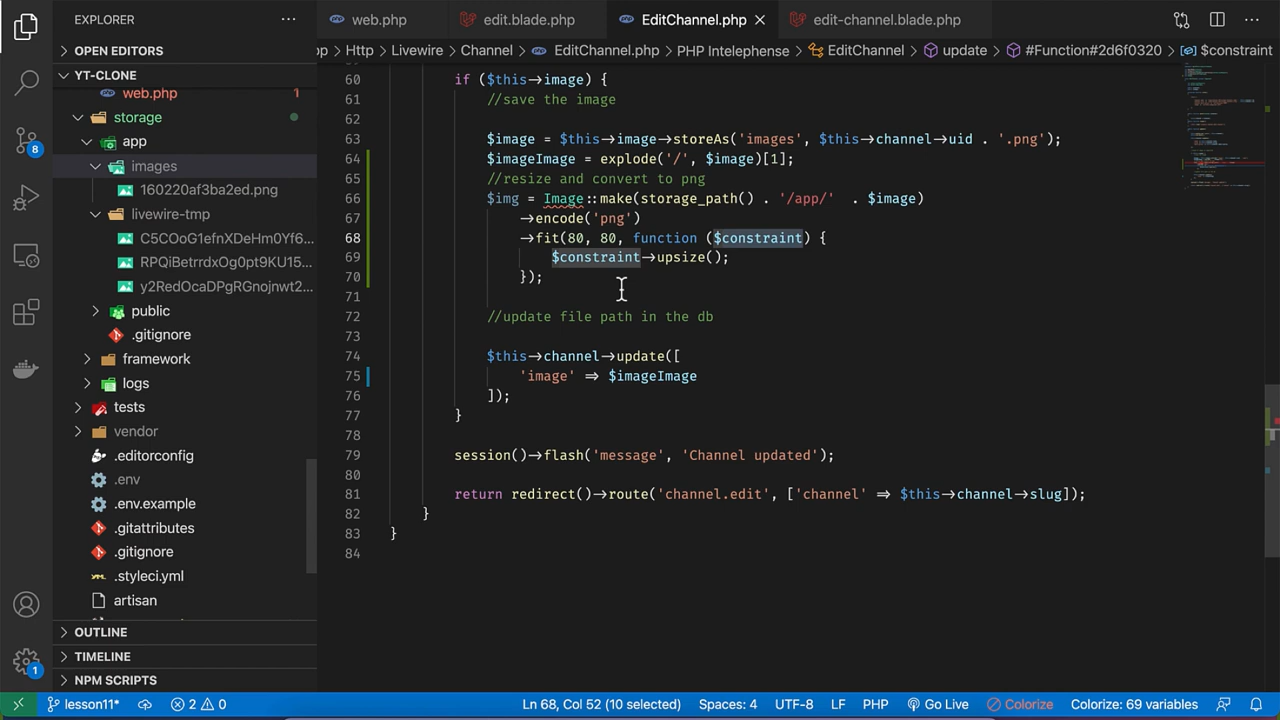 EXPLORER
web.php
edit.blade.php
EditChannel.php
edit-channel.blade.php
OPEN EDITORS
pp > Http > Livewire > Channel > EditChannel.php > PHP Intelephense > EditChannel > update > #Function#2d6f0320 > $constraint
YT-CLONE
web.php 1
storage
app
images
160220af3ba2ed.png
livewire-tmp
C5COoG1efnXDeHm0Yf6...
RPQiBetrrdxOg0pt9KU15...
y2RedOcaDPgRGnojnwt2...
public
.gitignore
framework
logs
tests
vendor
.editorconfig
.env
.env.example
.gitattributes
.gitignore
.styleci.yml
artisan
OUTLINE
TIMELINE
NPM SCRIPTS
8
1
60 if ($this->image) {
61 //save the image
62
63 $image = $this->image->storeAs('images', $this->channel->uid . '.png');
64 $imageImage = explode('/', $image)[1];
65 //resize and convert to png
66 $img = Image::make(storage_path() . '/app/'  . $image)
67 ->encode('png')
68 ->fit(80, 80, function ($constraint) {
69 $constraint->upsize();
70 });
71
72 //update file path in the db
73
74 $this->channel->update([
75 'image' => $imageImage
76 ]);
77 }
78
79 session()->flash('message', 'Channel updated');
80
81 return redirect()->route('channel.edit', ['channel' => $this->channel->slug]);
82 }
83 }
84
lesson11*
2 0
Ln 68, Col 52 (10 selected)
Spaces: 4
UTF-8
LF
PHP
Go Live
Colorize
Colorize: 69 variables